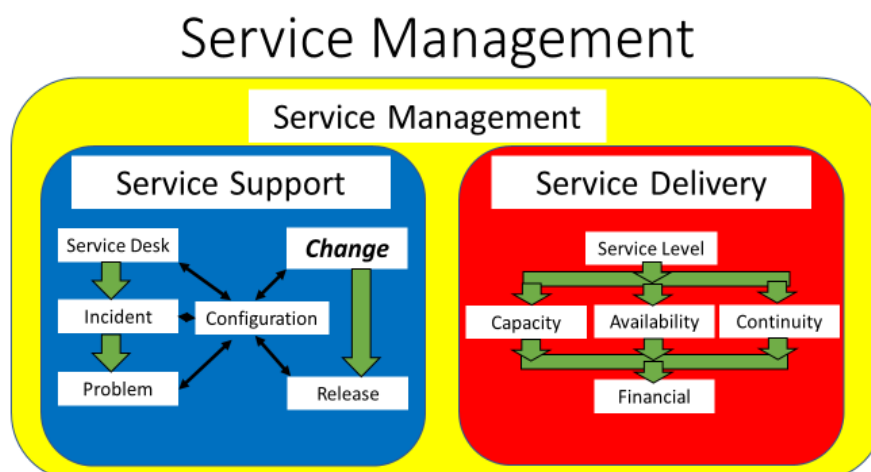 Service Management
Service Management
Service Support
Service Desk
Change
Incident
Configuration
Problem
Release
Service Delivery
Service Level
Capacity
Availability
Continuity
Financial